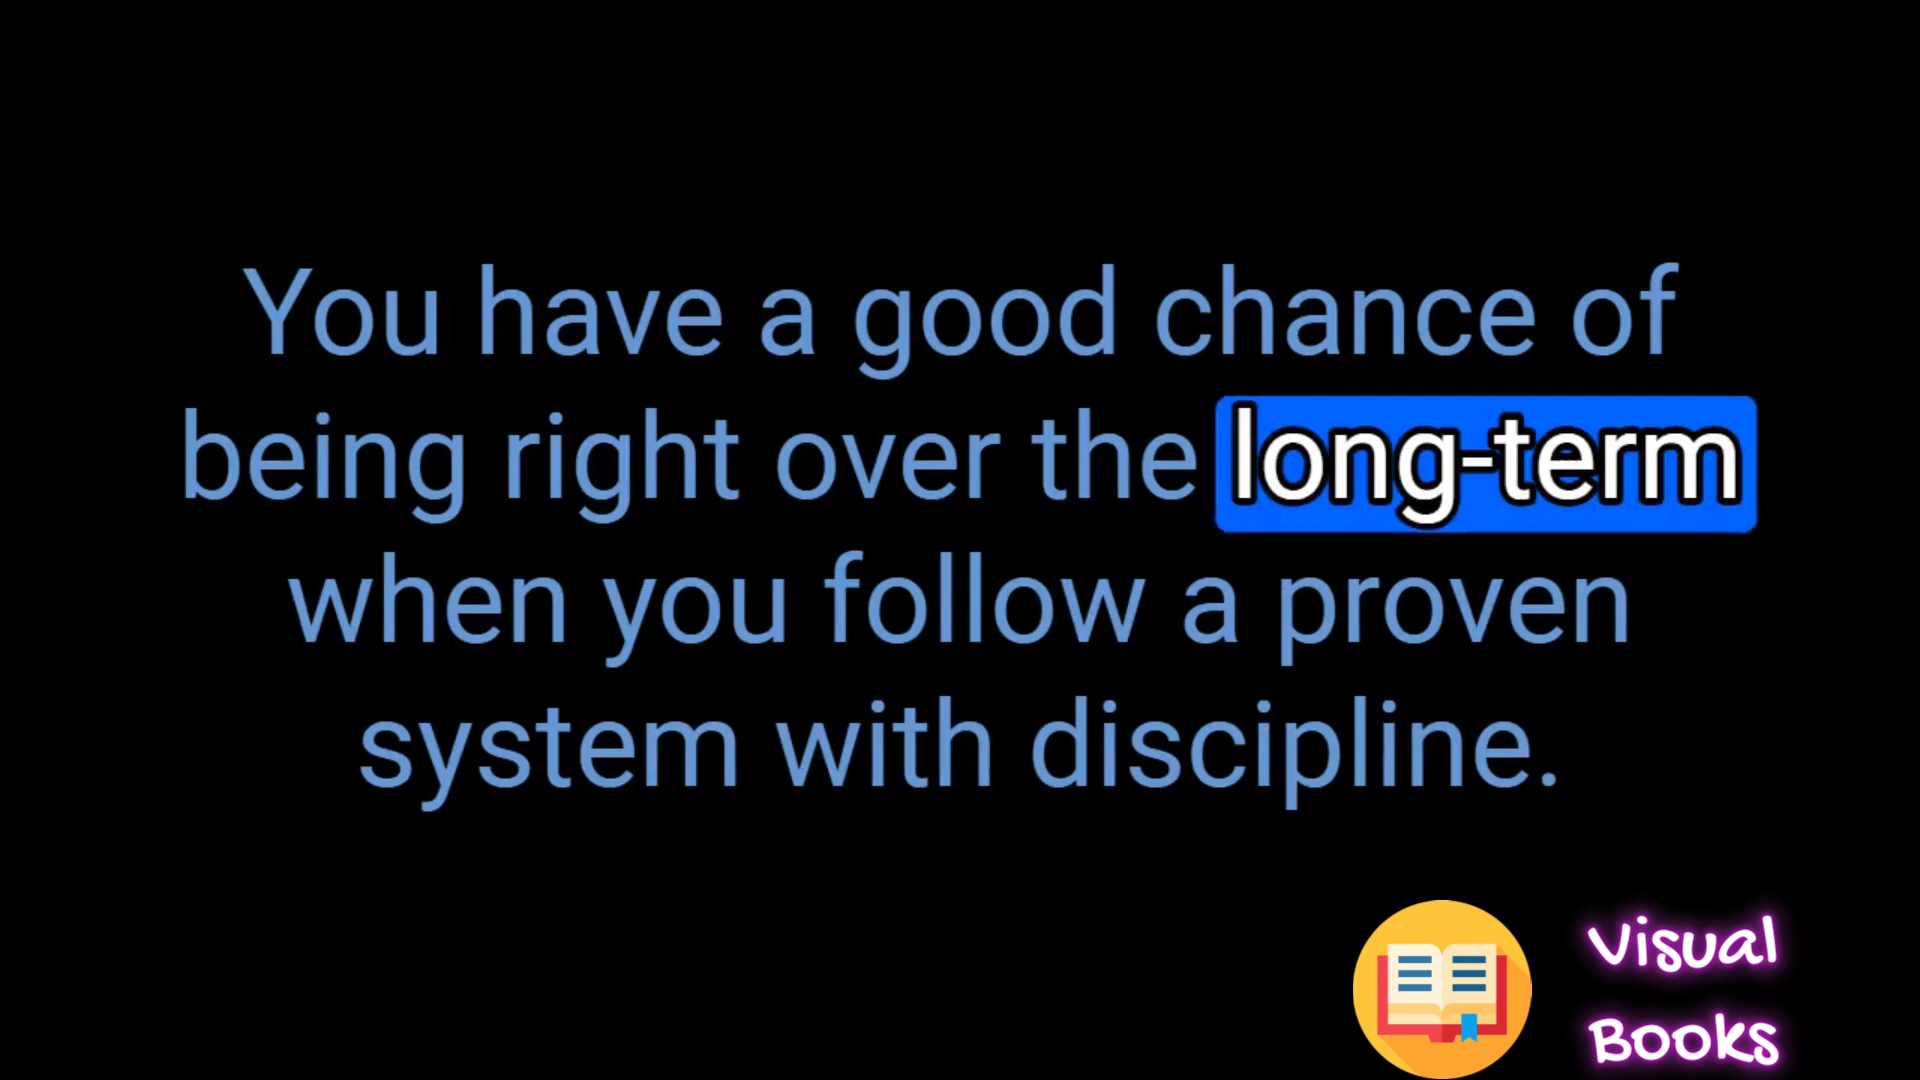 You have a good chance of
being right over the long-term
when you follow a proven
system with discipline.
Visual
Books